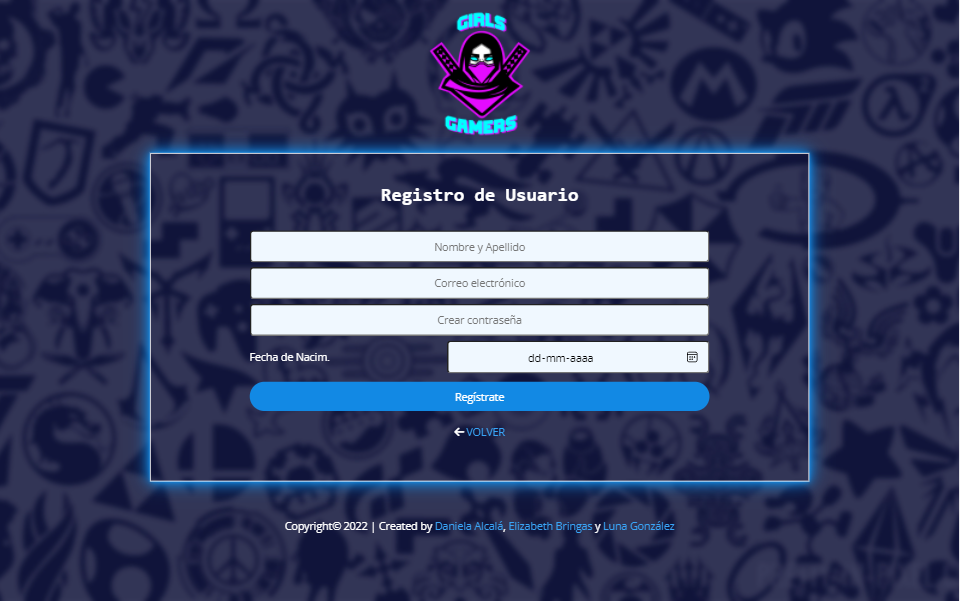 GIRLS
GAMERS
Registro de Usuario
Nombre y Apellido
Correo electrónico
Crear contraseña
Fecha de Nacim. dd-mm-aaaa
Regístrate
VOLVER
Copyright© 2022 | Created by Daniela Alcalá, Elizabeth Bringas y Luna González